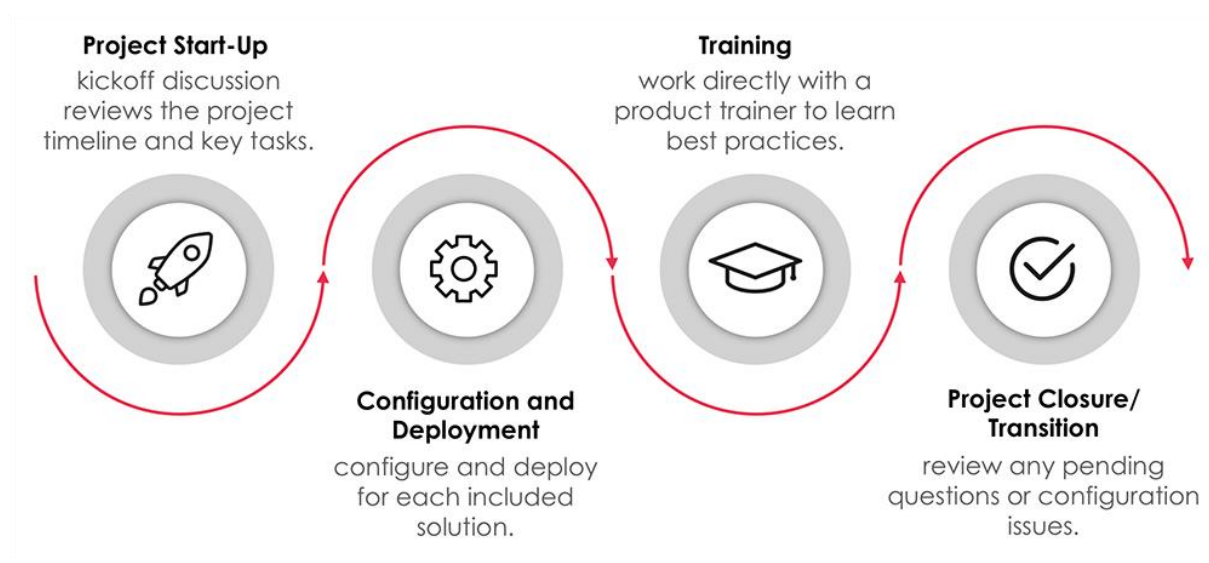 Project Start-Up
kickoff discussion
reviews the project
timeline and key tasks.
Configuration and
Deployment
configure and deploy
for each included
solution.
Training
work directly with a
product trainer to learn
best practices.
Project Closure/
Transition
review any pending
questions or configuration
issues.